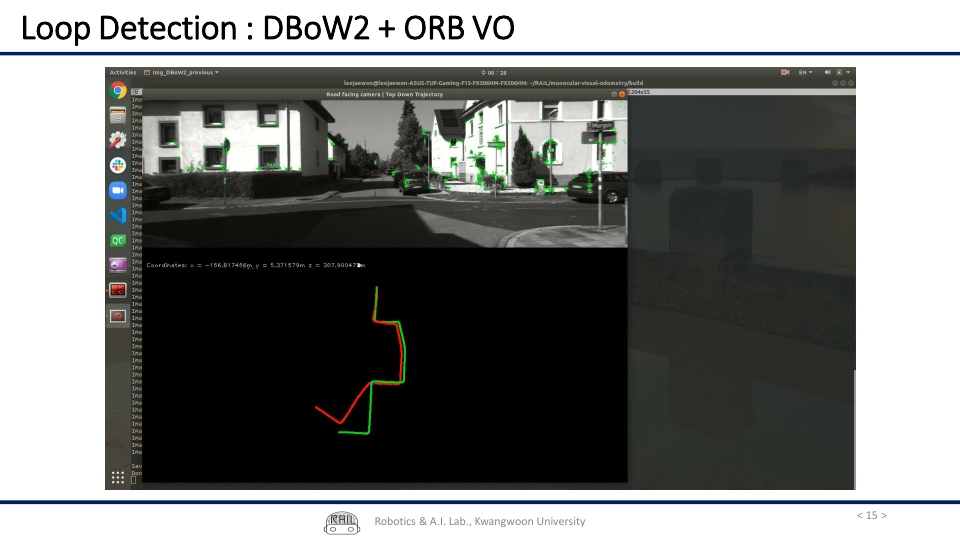 Loop Detection : DBoW2 + ORB VO
Activities
Img_DBoW2_previous
00 : 28
EN
leejaewon@leejaewon-ASUS-TUF-Gaming-F15-FX506HM-FX506HM: ~/RAIL/monocular-visual-odometry/build
Road facing camera | Top Down Trajectory
204x55
Coordinates: x = -156.817456m, y = 5.371579m z = 307.900473m
RAIL
Robotics & A.I. Lab., Kwangwoon University
< 15 >